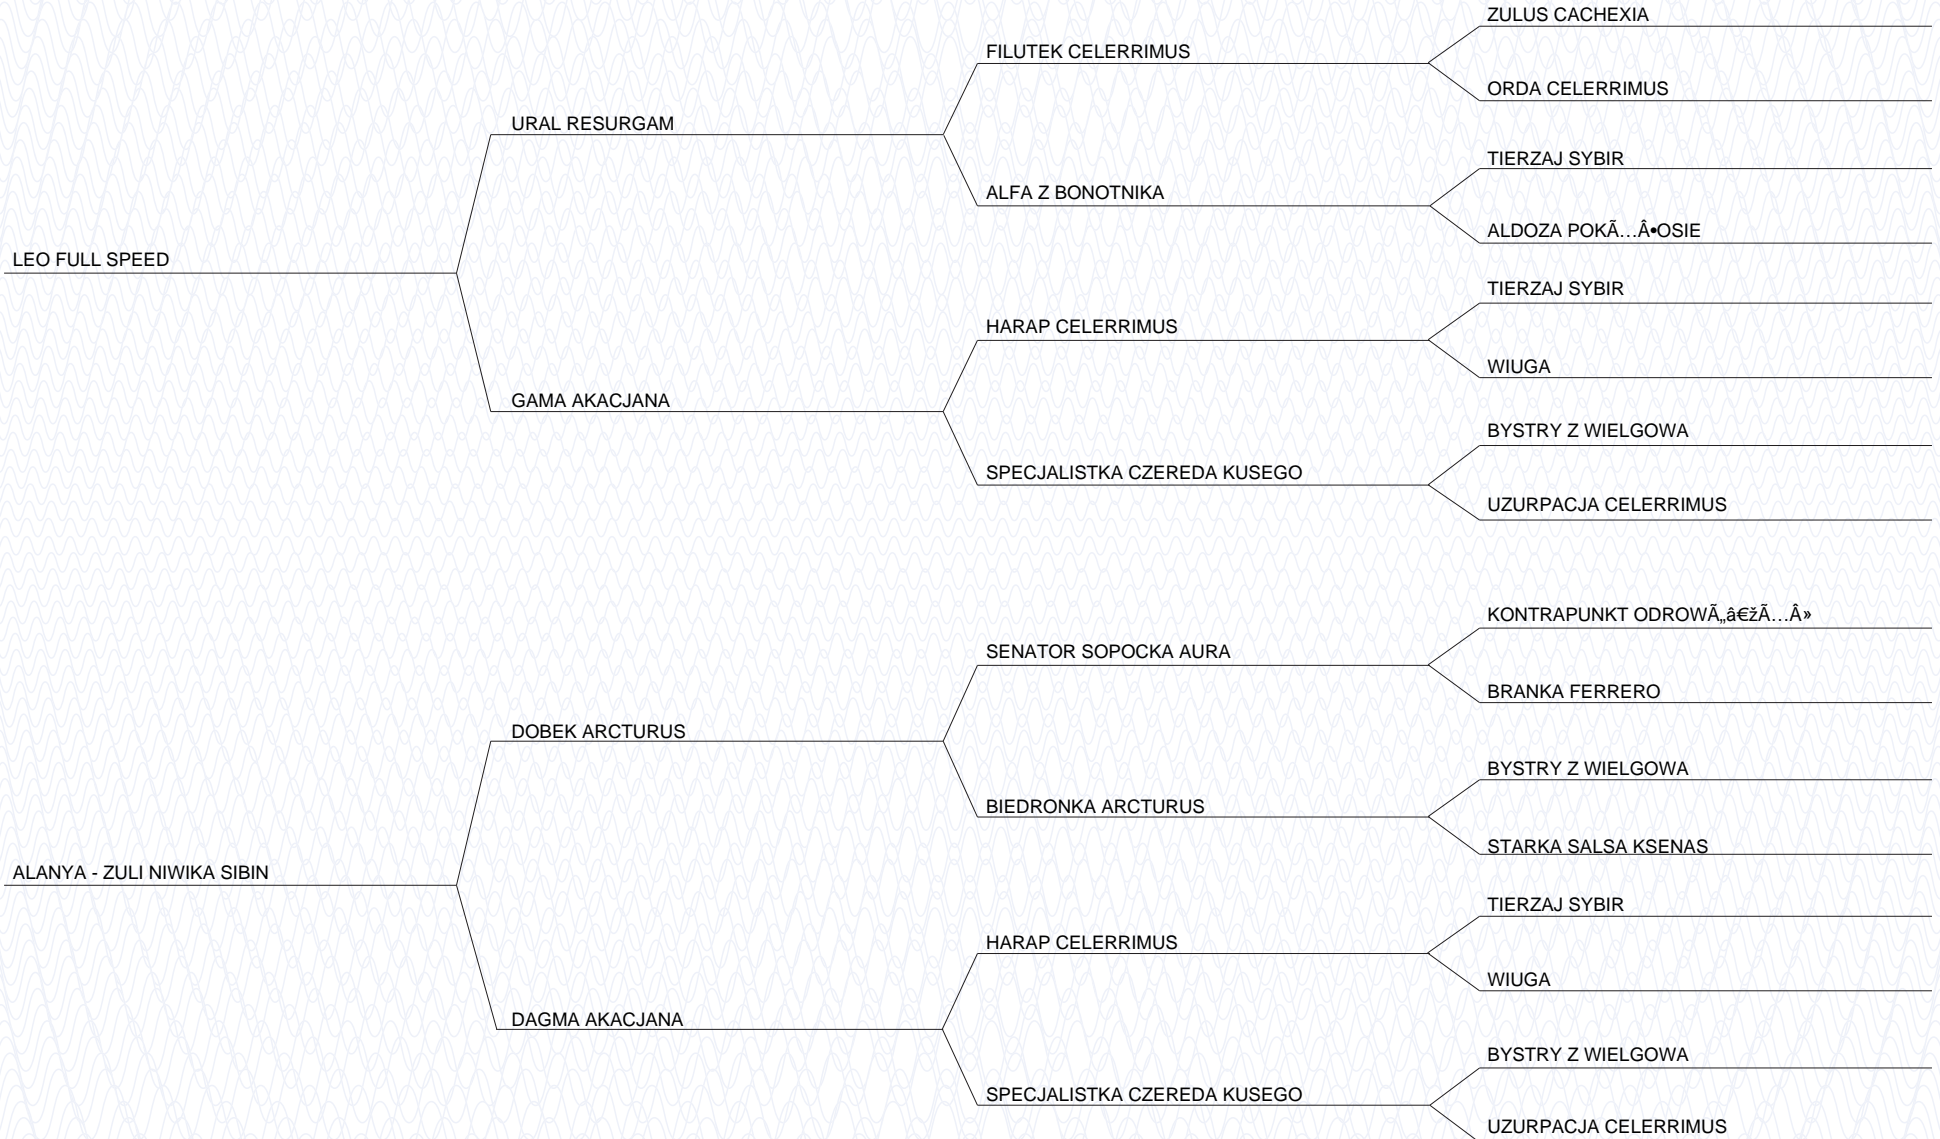 ZULUS CACHEXIA
FILUTEK CELERRIMUS
ORDA CELERRIMUS
URAL RESURGAM
TIERZAJ SYBIR
ALFA Z BONOTNIKA
ALDOZA POKÃ…Â•OSIE
LEO FULL SPEED
TIERZAJ SYBIR
HARAP CELERRIMUS
WIUGA
GAMA AKACJANA
BYSTRY Z WIELGOWA
SPECJALISTKA CZEREDA KUSEGO
UZURPACJA CELERRIMUS
KONTRAPUNKT ODROWÃ„â€žÃ…Â»
SENATOR SOPOCKA AURA
BRANKA FERRERO
DOBEK ARCTURUS
BYSTRY Z WIELGOWA
BIEDRONKA ARCTURUS
STARKA SALSA KSENAS
ALANYA - ZULI NIWIKA SIBIN
TIERZAJ SYBIR
HARAP CELERRIMUS
WIUGA
DAGMA AKACJANA
BYSTRY Z WIELGOWA
SPECJALISTKA CZEREDA KUSEGO
UZURPACJA CELERRIMUS